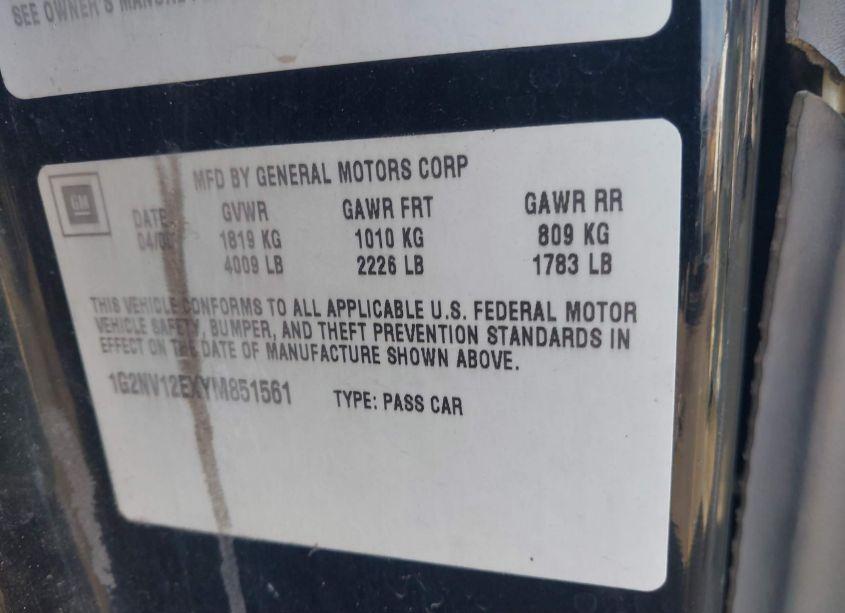 SEE OWNER'S MANUAL
GM
MFD BY GENERAL MOTORS CORP
DATE GVWR GAWR FRT GAWR RR
1819 KG 1010 KG 809 KG
4009 LB 2226 LB 1783 LB
THIS VEHICLE CONFORMS TO ALL APPLICABLE U.S. FEDERAL MOTOR
VEHICLE SAFETY, BUMPER, AND THEFT PREVENTION STANDARDS IN
EFFECT ON THE DATE OF MANUFACTURE SHOWN ABOVE.
1G2NV12EXYM851561 TYPE: PASS CAR